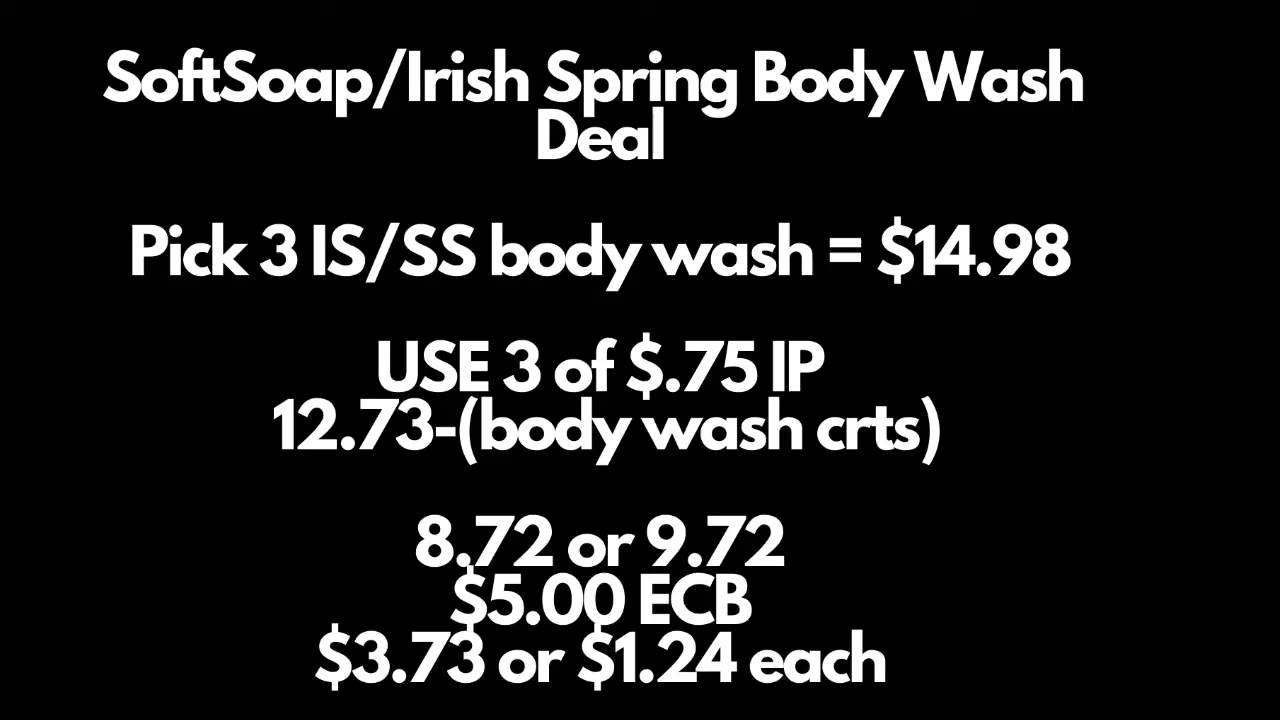 SoftSoap/Irish Spring Body Wash
Deal
Pick 3 IS/SS body wash = $14.98
USE 3 of $.75 IP
12.73-(body wash crts)
8.72 or 9.72
$5.00 ECB
$3.73 or $1.24 each